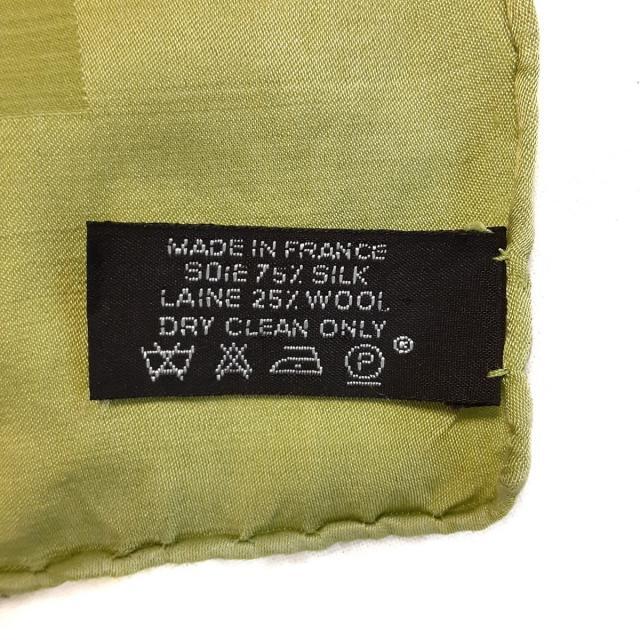 MADE IN FRANCE
SOIE 75% SILK
LAINE 25% WOOL
DRY CLEAN ONLY
P ®